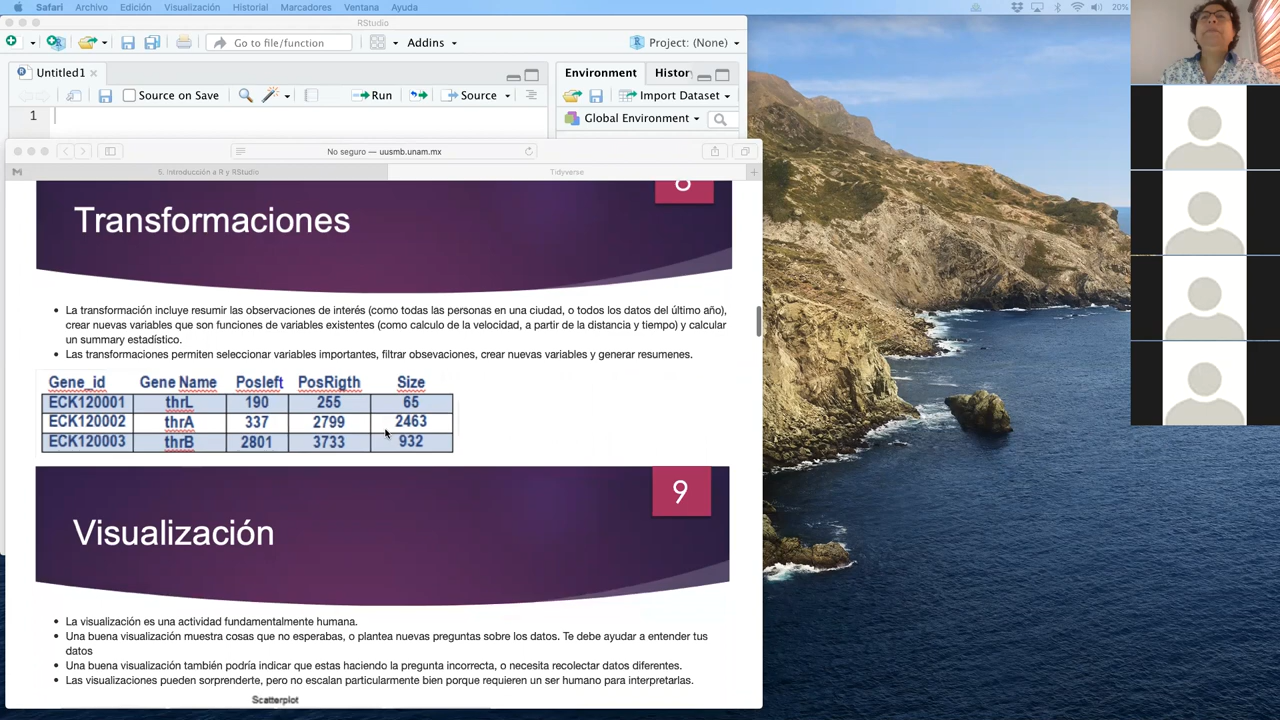 Safari Archivo Edición Visualización Historial Marcadores Ventana Ayuda 20%
RStudio
Go to file/function Addins Project: (None)
Untitled1 Environment Histor
Source on Save Run Source Import Dataset
1 Global Environment
No seguro — uusmb.unam.mx
5. Introducción a R y RStudio Tidyverse
Transformaciones
La transformación incluye resumir las observaciones de interés (como todas las personas en una ciudad, o todos los datos del último año),
crear nuevas variables que son funciones de variables existentes (como calculo de la velocidad, a partir de la distancia y tiempo) y calcular
un summary estadístico.
Las transformaciones permiten seleccionar variables importantes, filtrar obsevaciones, crear nuevas variables y generar resumenes.
Gene_id Gene Name Posleft PosRigth Size
ECK120001 thrL 190 255 65
ECK120002 thrA 337 2799 2463
ECK120003 thrB 2801 3733 932
9
Visualización
La visualización es una actividad fundamentalmente humana.
Una buena visualización muestra cosas que no esperabas, o plantea nuevas preguntas sobre los datos. Te debe ayudar a entender tus
datos
Una buena visualización también podría indicar que estas haciendo la pregunta incorrecta, o necesita recolectar datos diferentes.
Las visualizaciones pueden sorprenderte, pero no escalan particularmente bien porque requieren un ser humano para interpretarlas.
Scatterplot